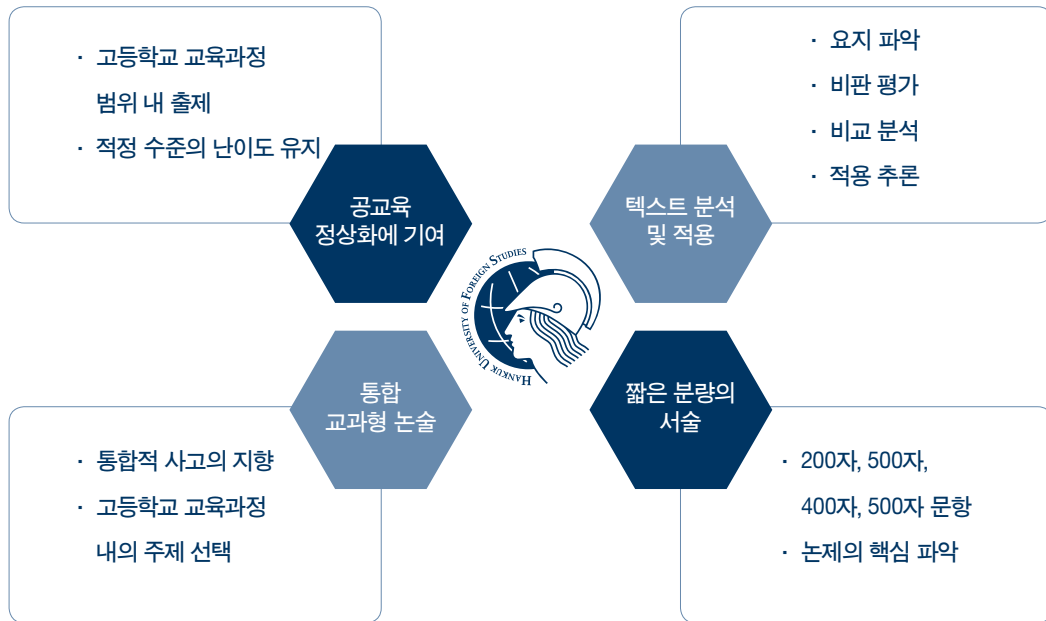 · 고등학교 교육과정
범위 내 출제
· 적정 수준의 난이도 유지
공교육
정상화에 기여
· 요지 파악
· 비판 평가
· 비교 분석
· 적용 추론
텍스트 분석
및 적용
HANKUK UNIVERSITY OF FOREIGN STUDIES
통합
교과형 논술
· 통합적 사고의 지향
· 고등학교 교육과정
내의 주제 선택
짧은 분량의
서술
· 200자, 500자,
400자, 500자 문항
· 논제의 핵심 파악